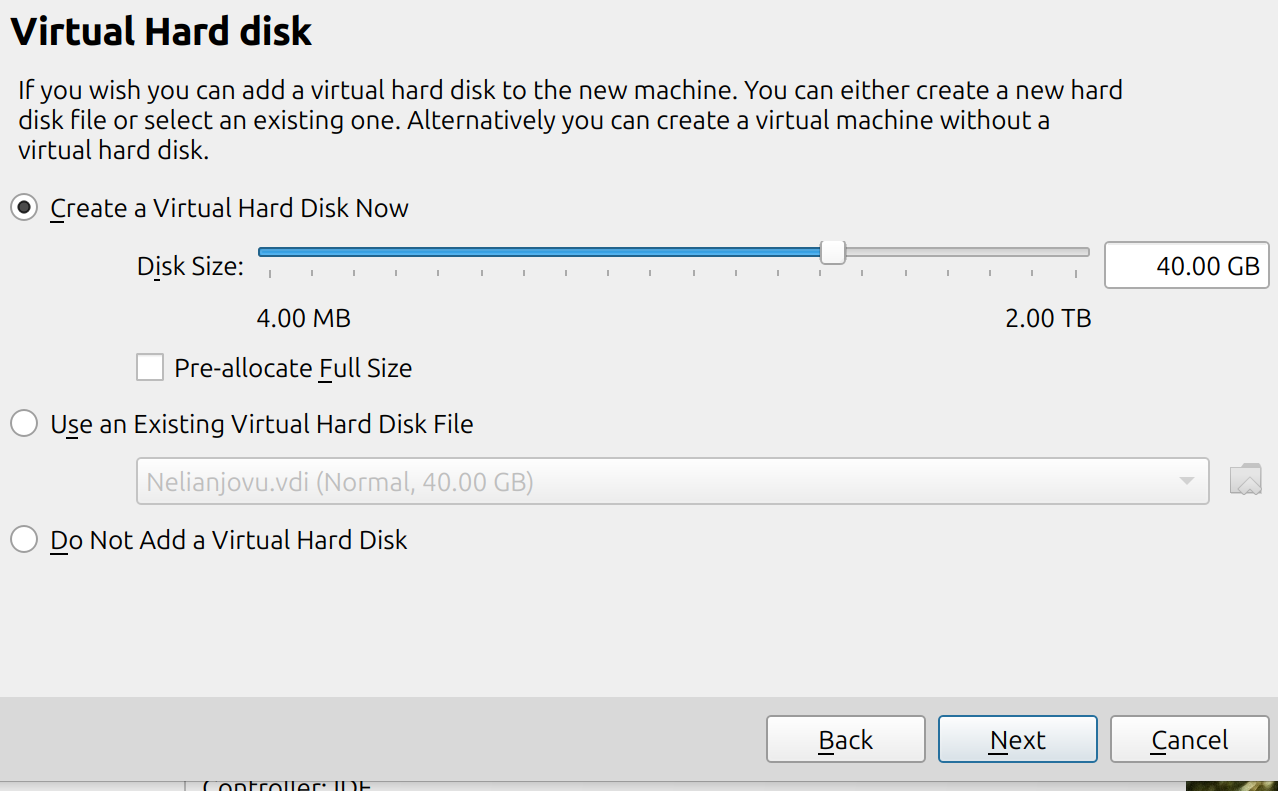 Virtual Hard disk
If you wish you can add a virtual hard disk to the new machine. You can either create a new hard
disk file or select an existing one. Alternatively you can create a virtual machine without a
virtual hard disk.
Create a Virtual Hard Disk Now
Disk Size:
40.00 GB
4.00 MB
2.00 TB
Pre-allocate Full Size
Use an Existing Virtual Hard Disk File
Nelianjovu.vdi (Normal, 40.00 GB)
Do Not Add a Virtual Hard Disk
Back
Next
Cancel
Controller: IDE